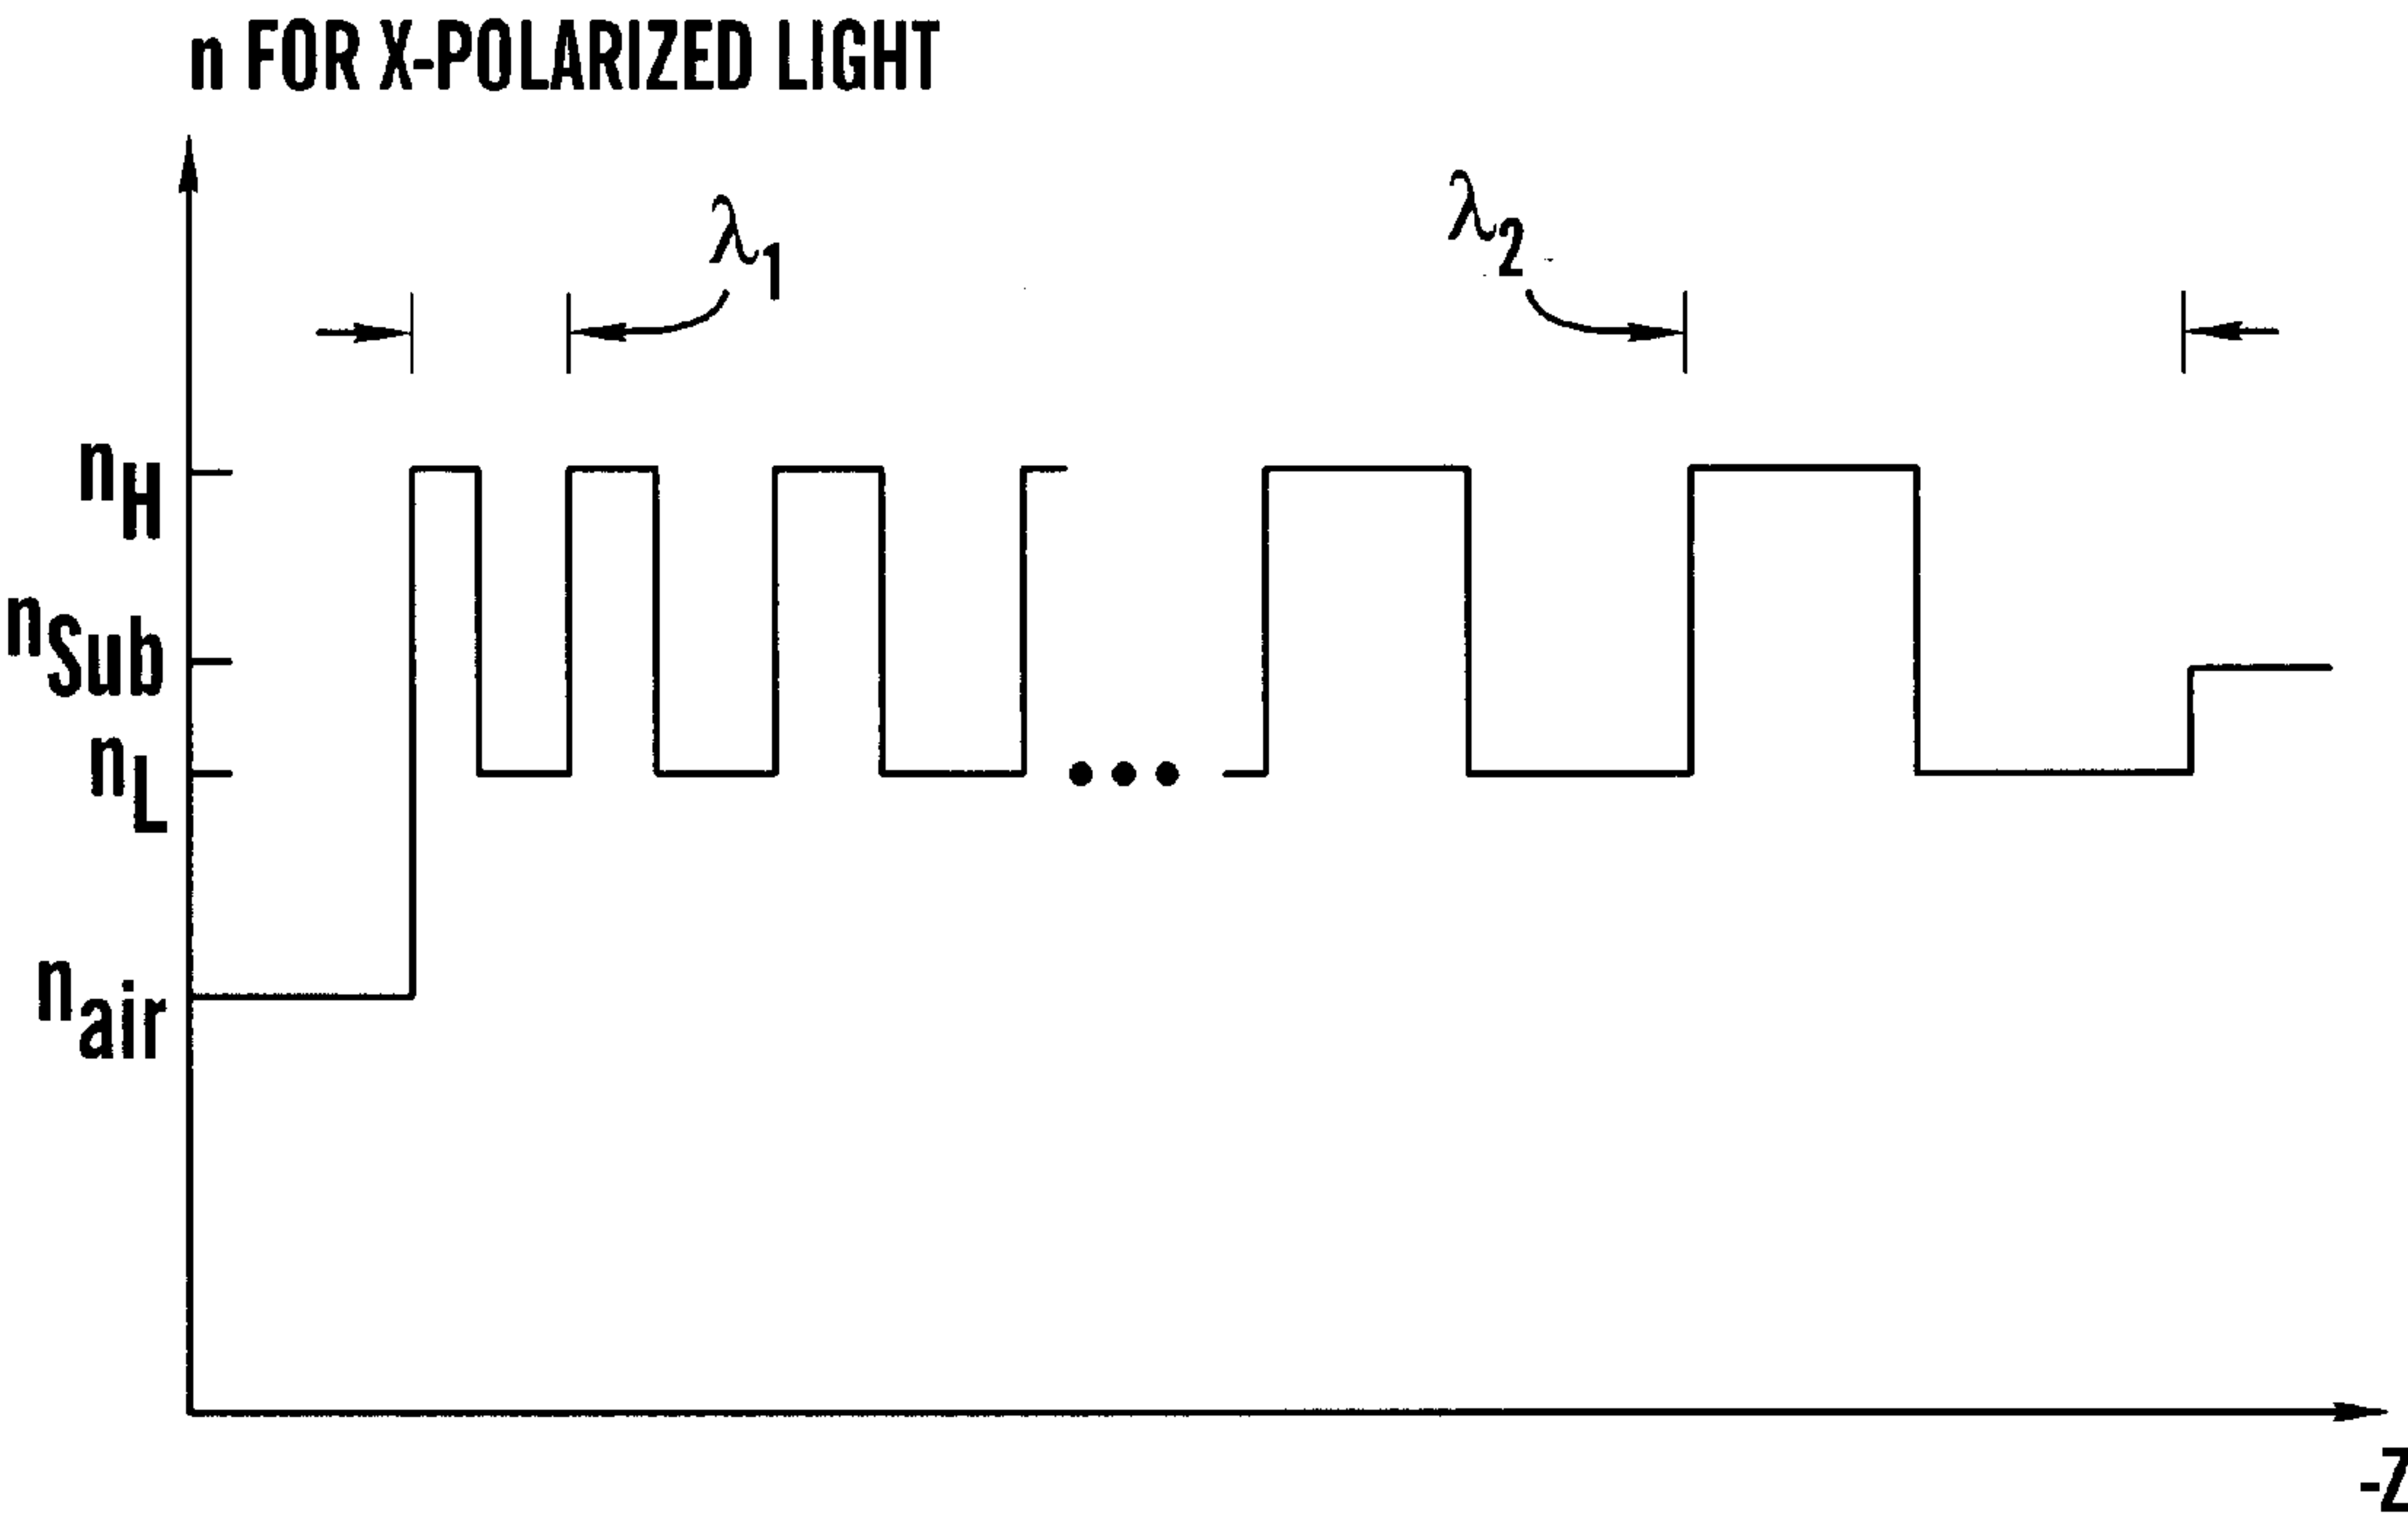 n FOR X-POLARIZED LIGHT
λ1
λ2
nH
nSub
nL
nair
-Z